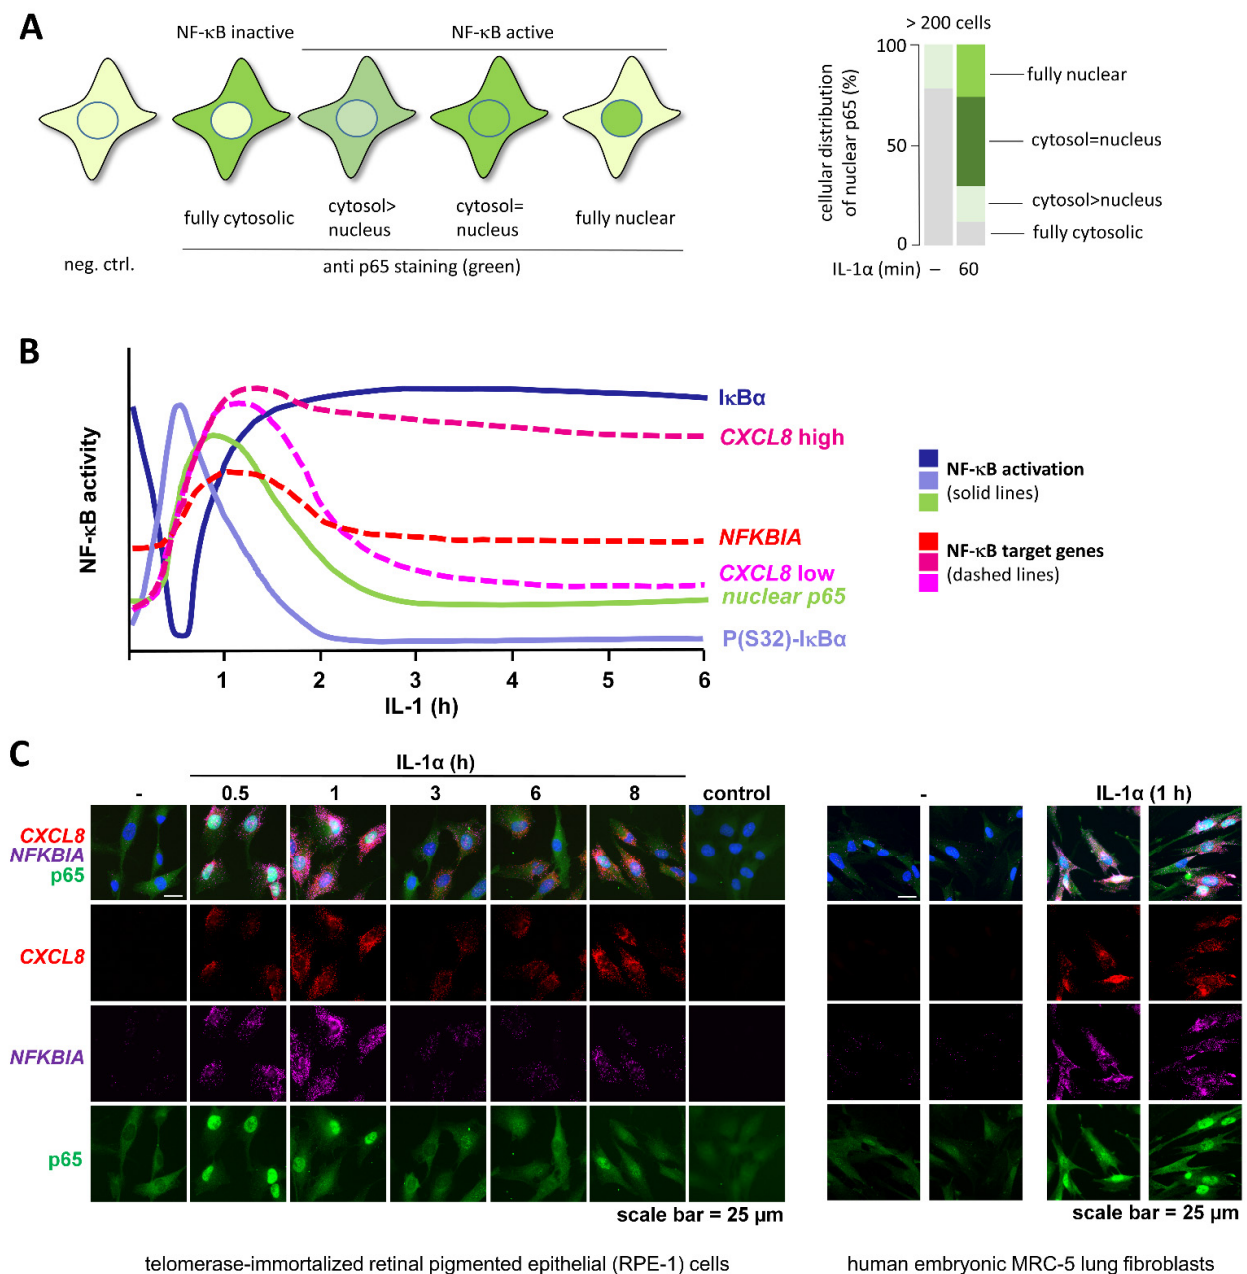 A
NF-κB inactive
NF-κB active
fully cytosolic
cytosol>
nucleus
cytosol=
nucleus
fully nuclear
neg. ctrl.
anti p65 staining (green)
> 200 cells
cellular distribution
of nuclear p65 (%)
100
50
0
fully nuclear
cytosol=nucleus
cytosol>nucleus
fully cytosolic
IL-1α (min) – 60
B
NF-κB activity
IκBα
CXCL8 high
NFKBIA
CXCL8 low
nuclear p65
P(S32)-IκBα
1 2 3 4 5 6
IL-1 (h)
NF-κB activation
(solid lines)
NF-κB target genes
(dashed lines)
C
IL-1α (h)
- 0.5 1 3 6 8 control
- IL-1α (1 h)
CXCL8
NFKBIA
p65
CXCL8
NFKBIA
p65
scale bar = 25 µm
scale bar = 25 µm
telomerase-immortalized retinal pigmented epithelial (RPE-1) cells
human embryonic MRC-5 lung fibroblasts